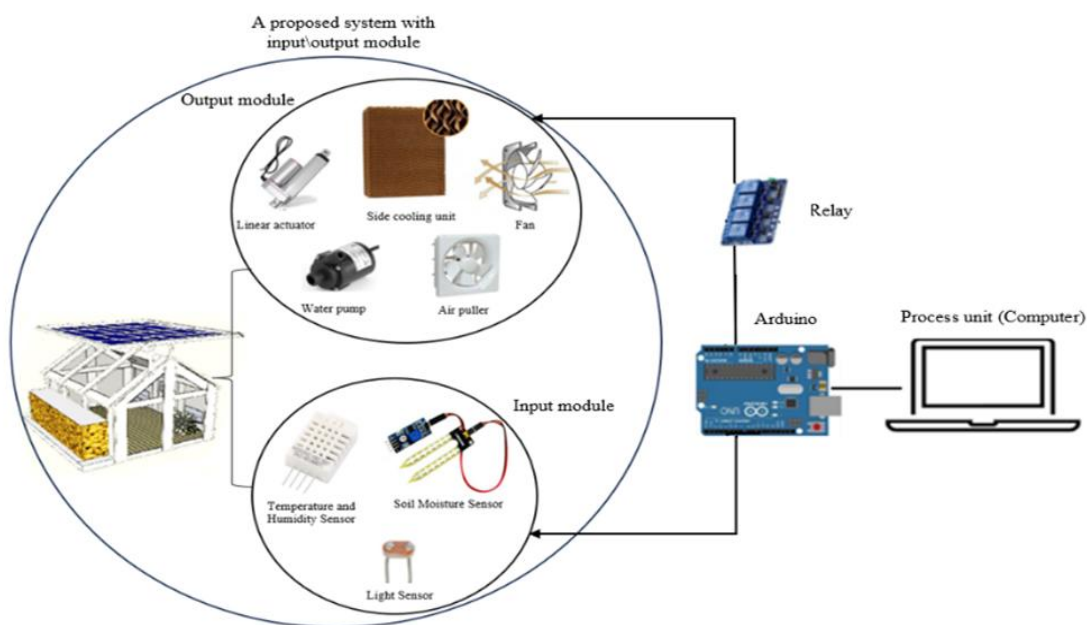 A proposed system with
input\output module
Output module
Linear actuator
Side cooling unit
Fan
Water pump
Air puller
Relay
Arduino
Process unit (Computer)
Input module
Temperature and
Humidity Sensor
Soil Moisture Sensor
Light Sensor
UNO